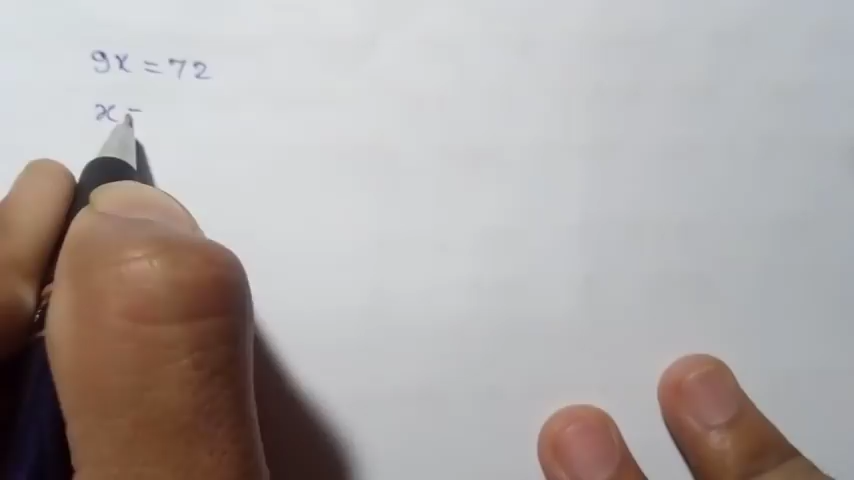 9x = 72
x =